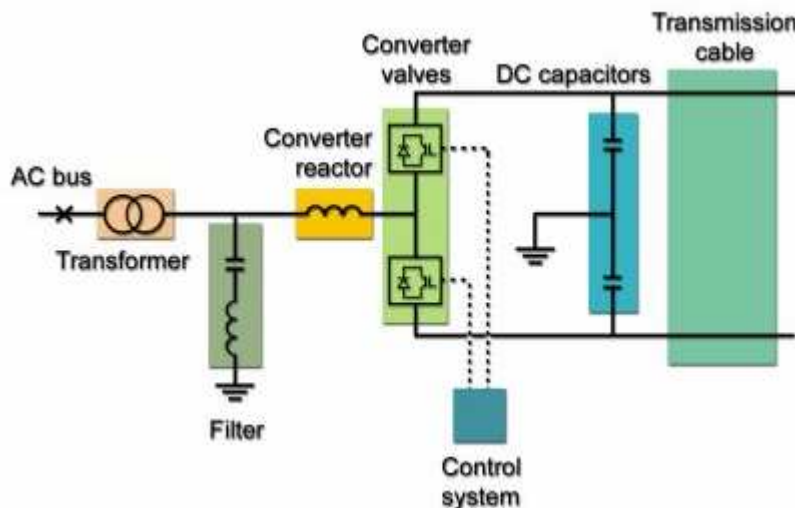 Transmission
cable
Converter
valves
DC capacitors
Converter
reactor
AC bus
Transformer
Filter
Control
system